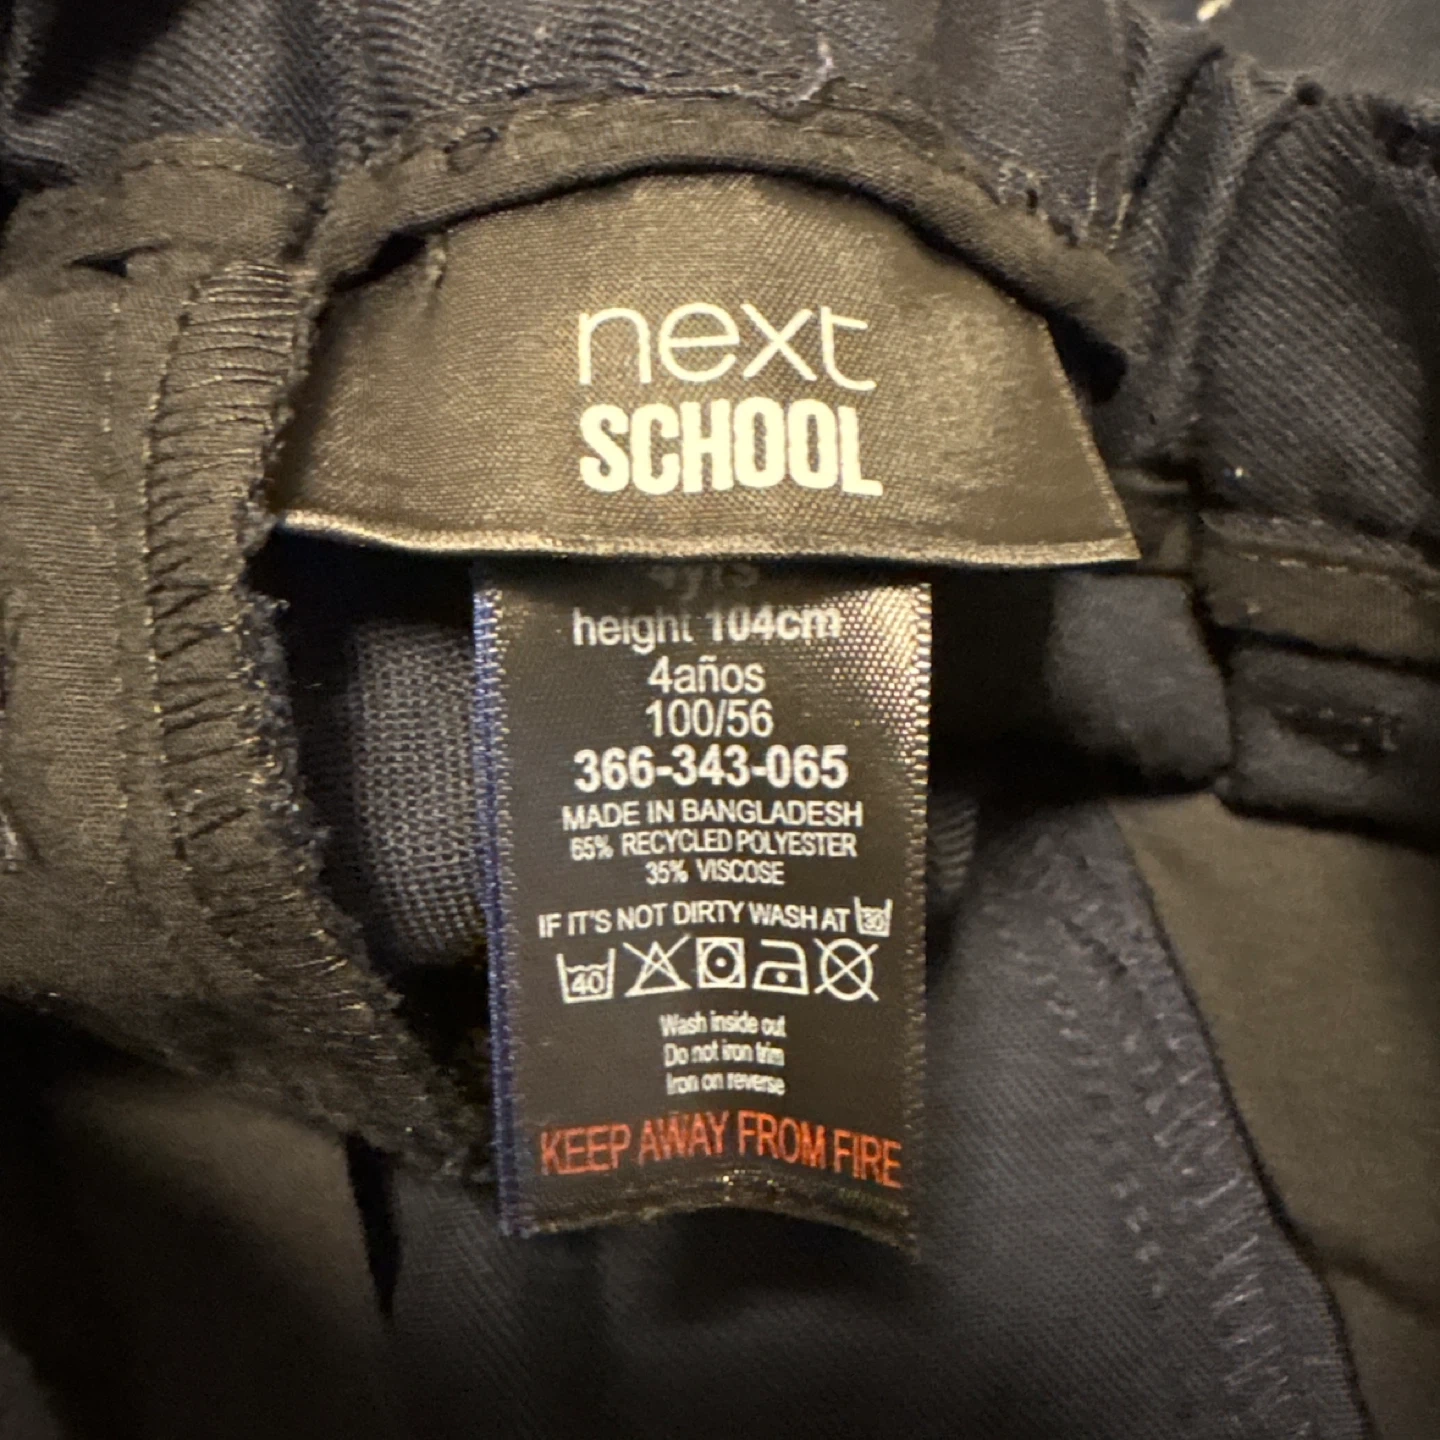 next
SCHOOL
4yrs
height 104cm
4años
100/56
366-343-065
MADE IN BANGLADESH
65% RECYCLED POLYESTER
35% VISCOSE
IF IT'S NOT DIRTY WASH AT 30
40
Wash inside out
Do not iron trim
Iron on reverse
KEEP AWAY FROM FIRE